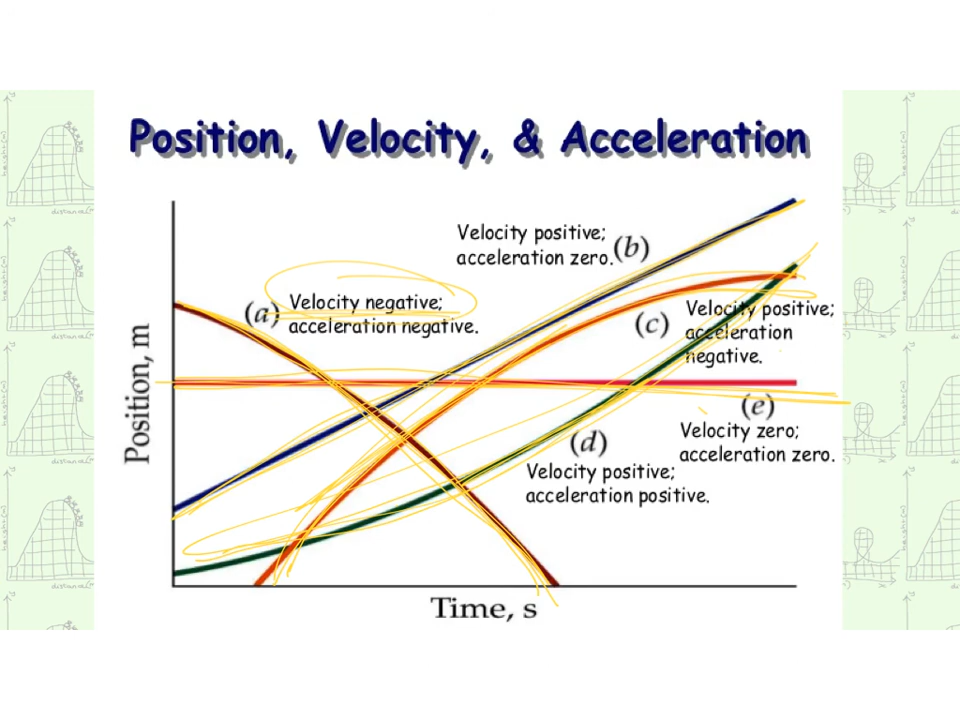 Position, Velocity, & Acceleration
Velocity positive;
acceleration zero.
(b)
(a)
Velocity negative;
acceleration negative.
(c)
Velocity positive;
acceleration
negative.
(e)
Velocity zero;
acceleration zero.
(d)
Velocity positive;
acceleration positive.
Position, m
Time, s